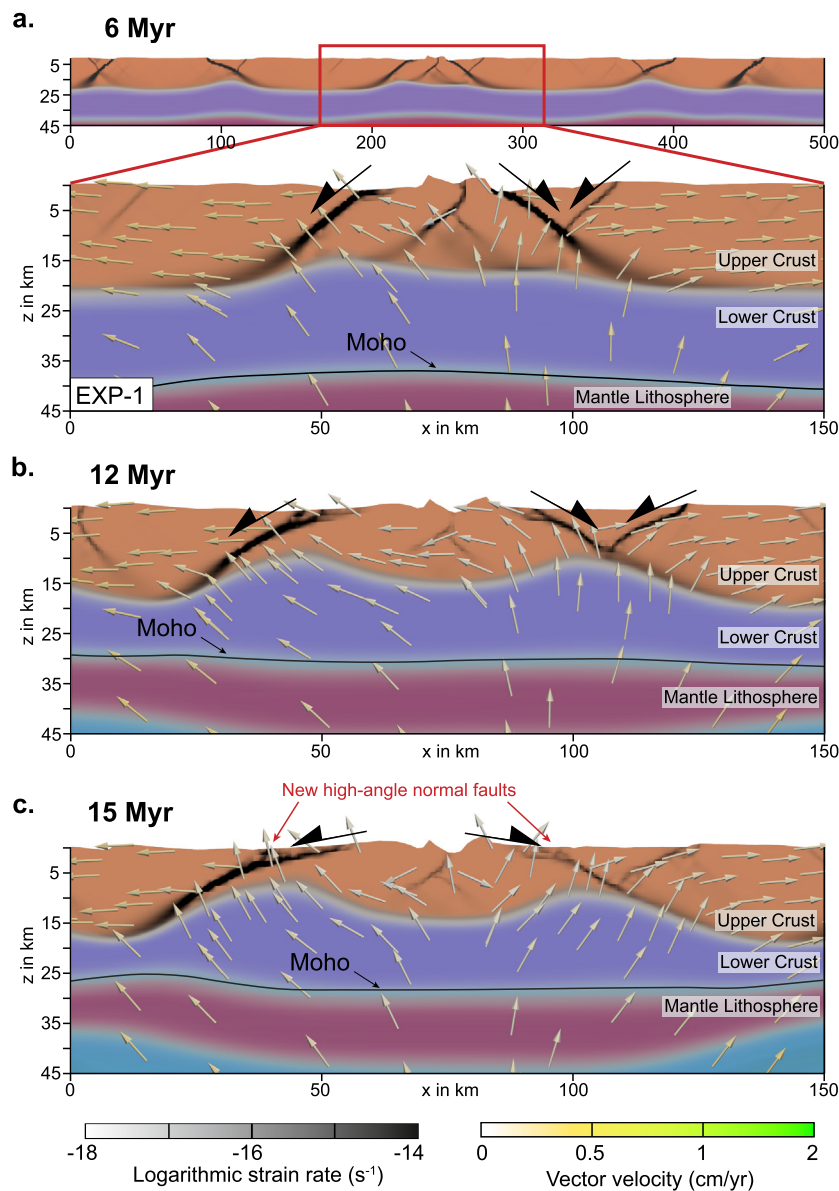 a.
6 Myr
5
25
45
0 100 200 300 400 500
5
15
25
35
45
z in km
Upper Crust
Lower Crust
Moho
EXP-1
Mantle Lithosphere
0 50 x in km 100 150
b.
12 Myr
5
15
25
35
45
z in km
Upper Crust
Moho
Lower Crust
Mantle Lithosphere
0 50 x in km 100 150
c.
15 Myr
New high-angle normal faults
5
15
25
35
45
z in km
Upper Crust
Moho
Lower Crust
Mantle Lithosphere
0 50 x in km 100 150
-18 -16 -14
Logarithmic strain rate (s-1)
0 0.5 1 2
Vector velocity (cm/yr)